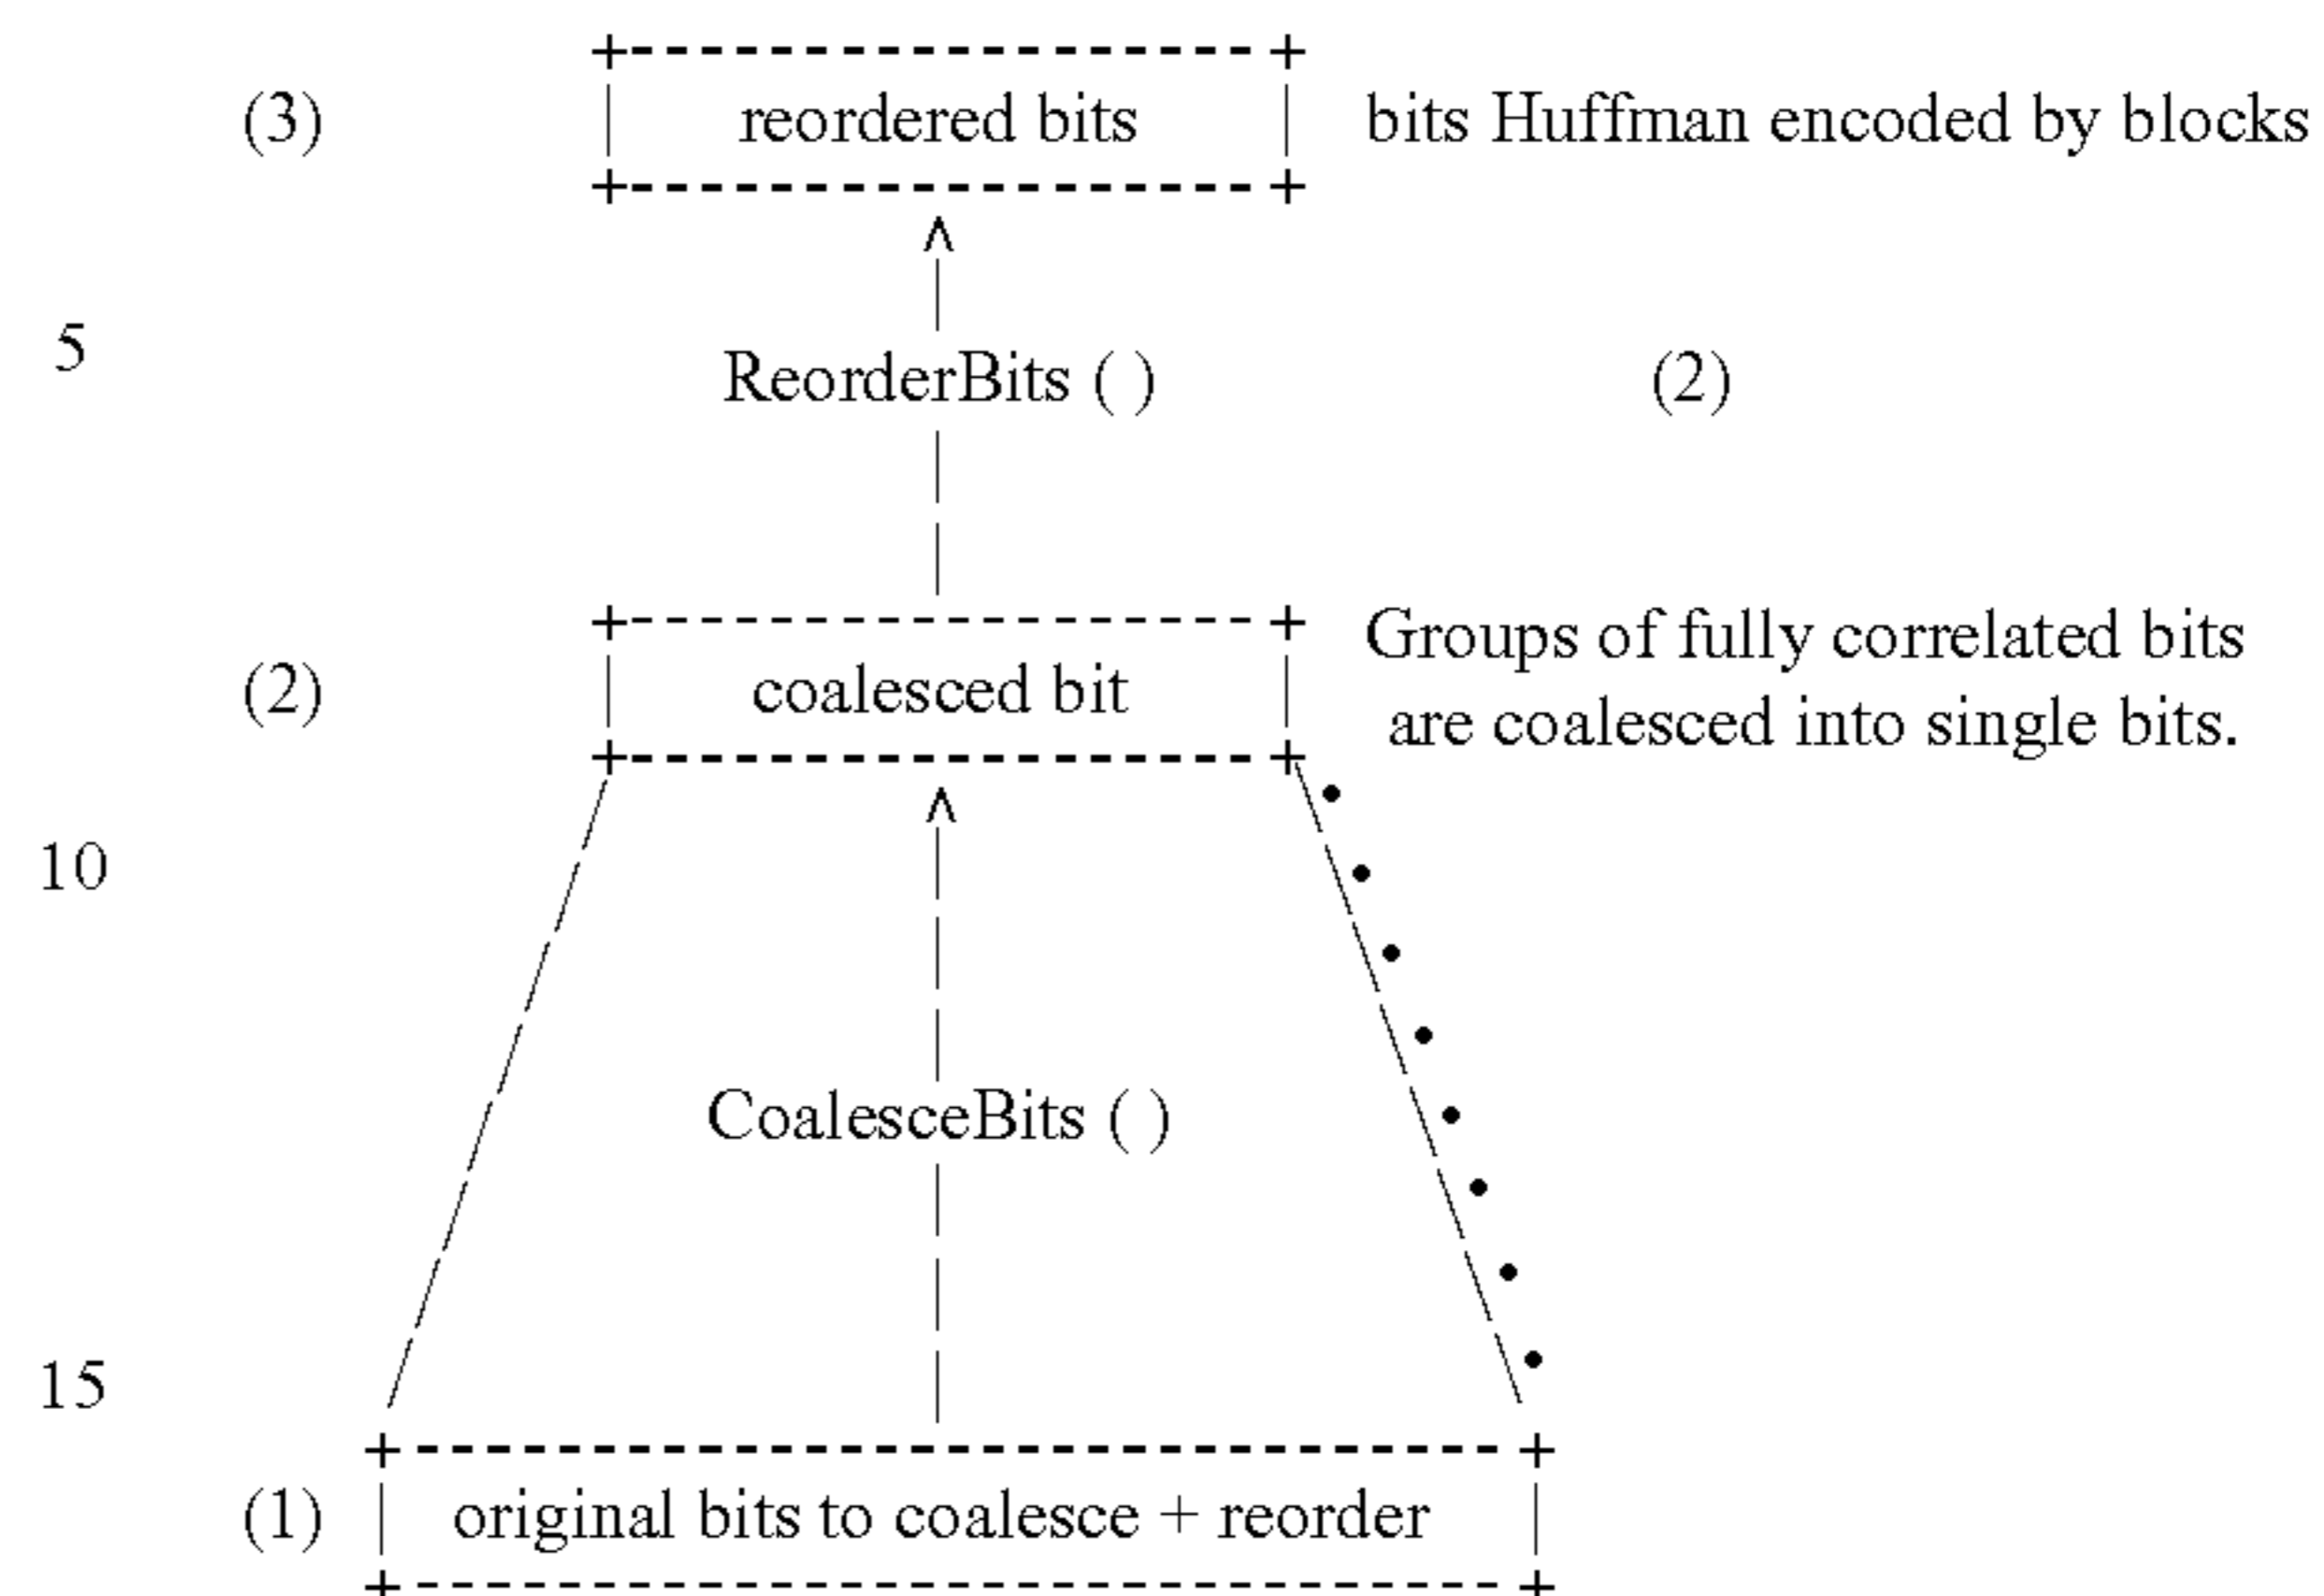 (3) reordered bits bits Huffman encoded by blocks
5
ReorderBits ( ) (2)
Groups of fully correlated bits
(2) coalesced bit
are coalesced into single bits.
10
CoalesceBits ( )
15
(1) original bits to coalesce + reorder